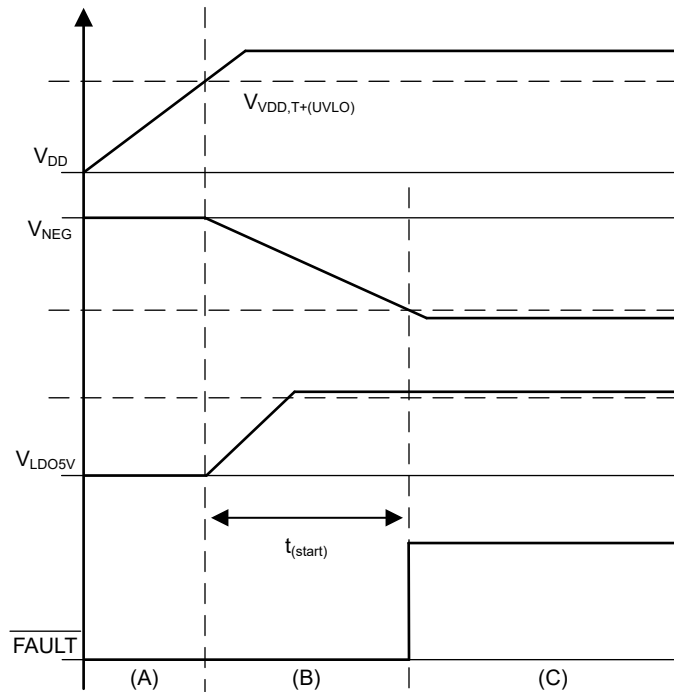 V_VDD,T+(UVLO)
V_DD
V_NEG
V_LDO5V
t_(start)
FAULT
(A) (B) (C)